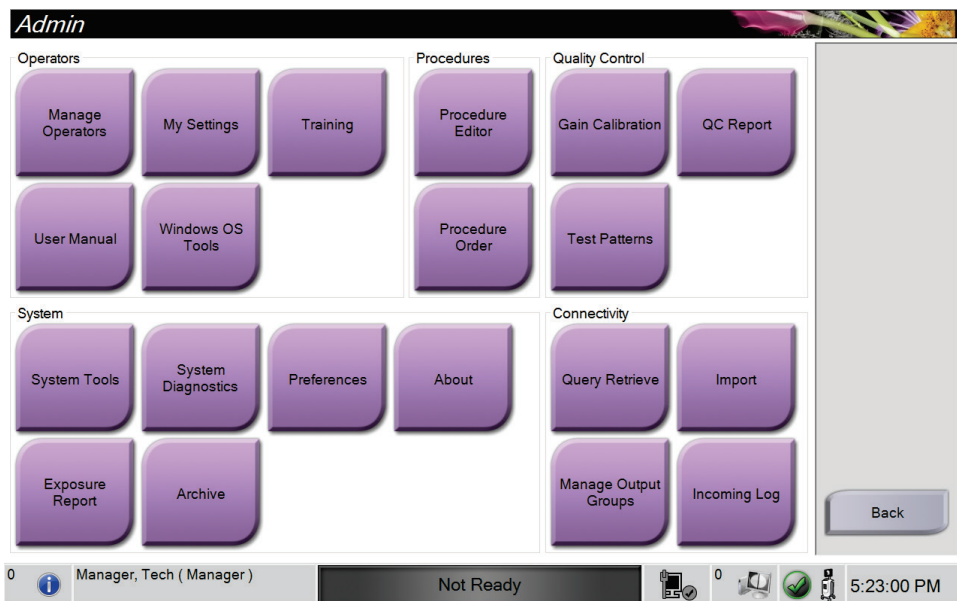 Admin
Operators
Manage
Operators
My Settings
Training
User Manual
Windows OS
Tools
Procedures
Procedure
Editor
Procedure
Order
Quality Control
Gain Calibration
QC Report
Test Patterns
System
System Tools
System
Diagnostics
Preferences
About
Exposure
Report
Archive
Connectivity
Query Retrieve
Import
Manage Output
Groups
Incoming Log
Back
0
Manager, Tech ( Manager )
Not Ready
0
5:23:00 PM